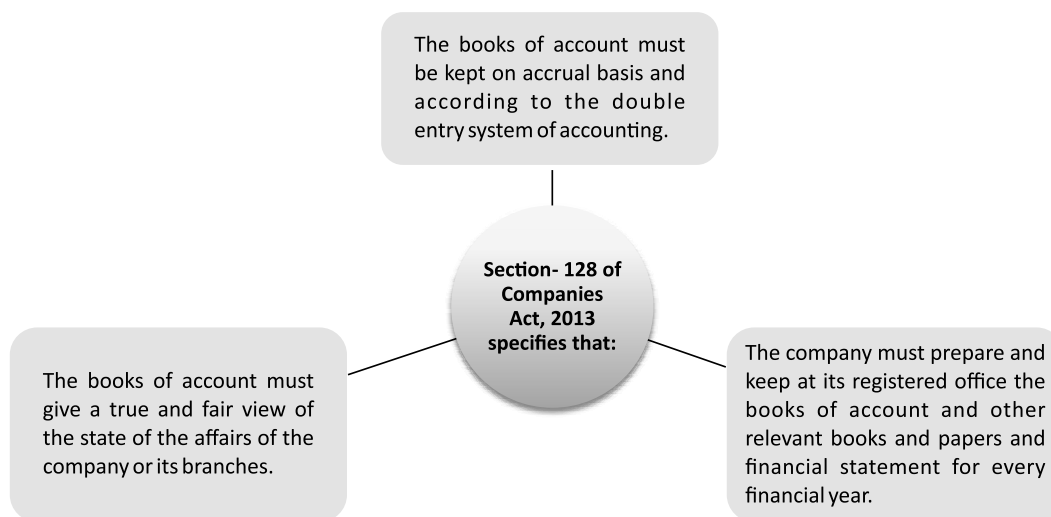 The books of account must
be kept on accrual basis and
according to the double
entry system of accounting.
Section- 128 of
Companies
Act, 2013
specifies that:
The books of account must
give a true and fair view of
the state of the affairs of the
company or its branches.
The company must prepare and
keep at its registered office the
books of account and other
relevant books and papers and
financial statement for every
financial year.